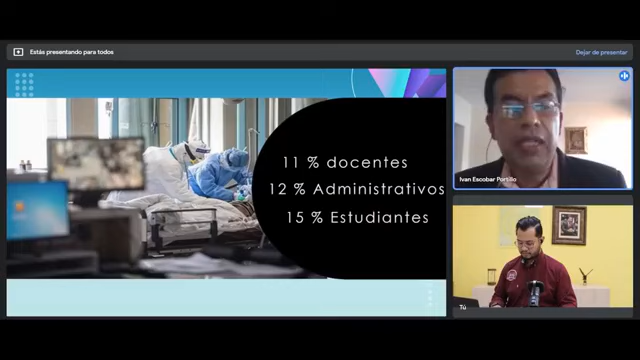 Estás presentando para todos
Dejar de presentar
11 % docentes
12 % Administrativos
15 % Estudiantes
Ivan Escobar Portillo
Tú